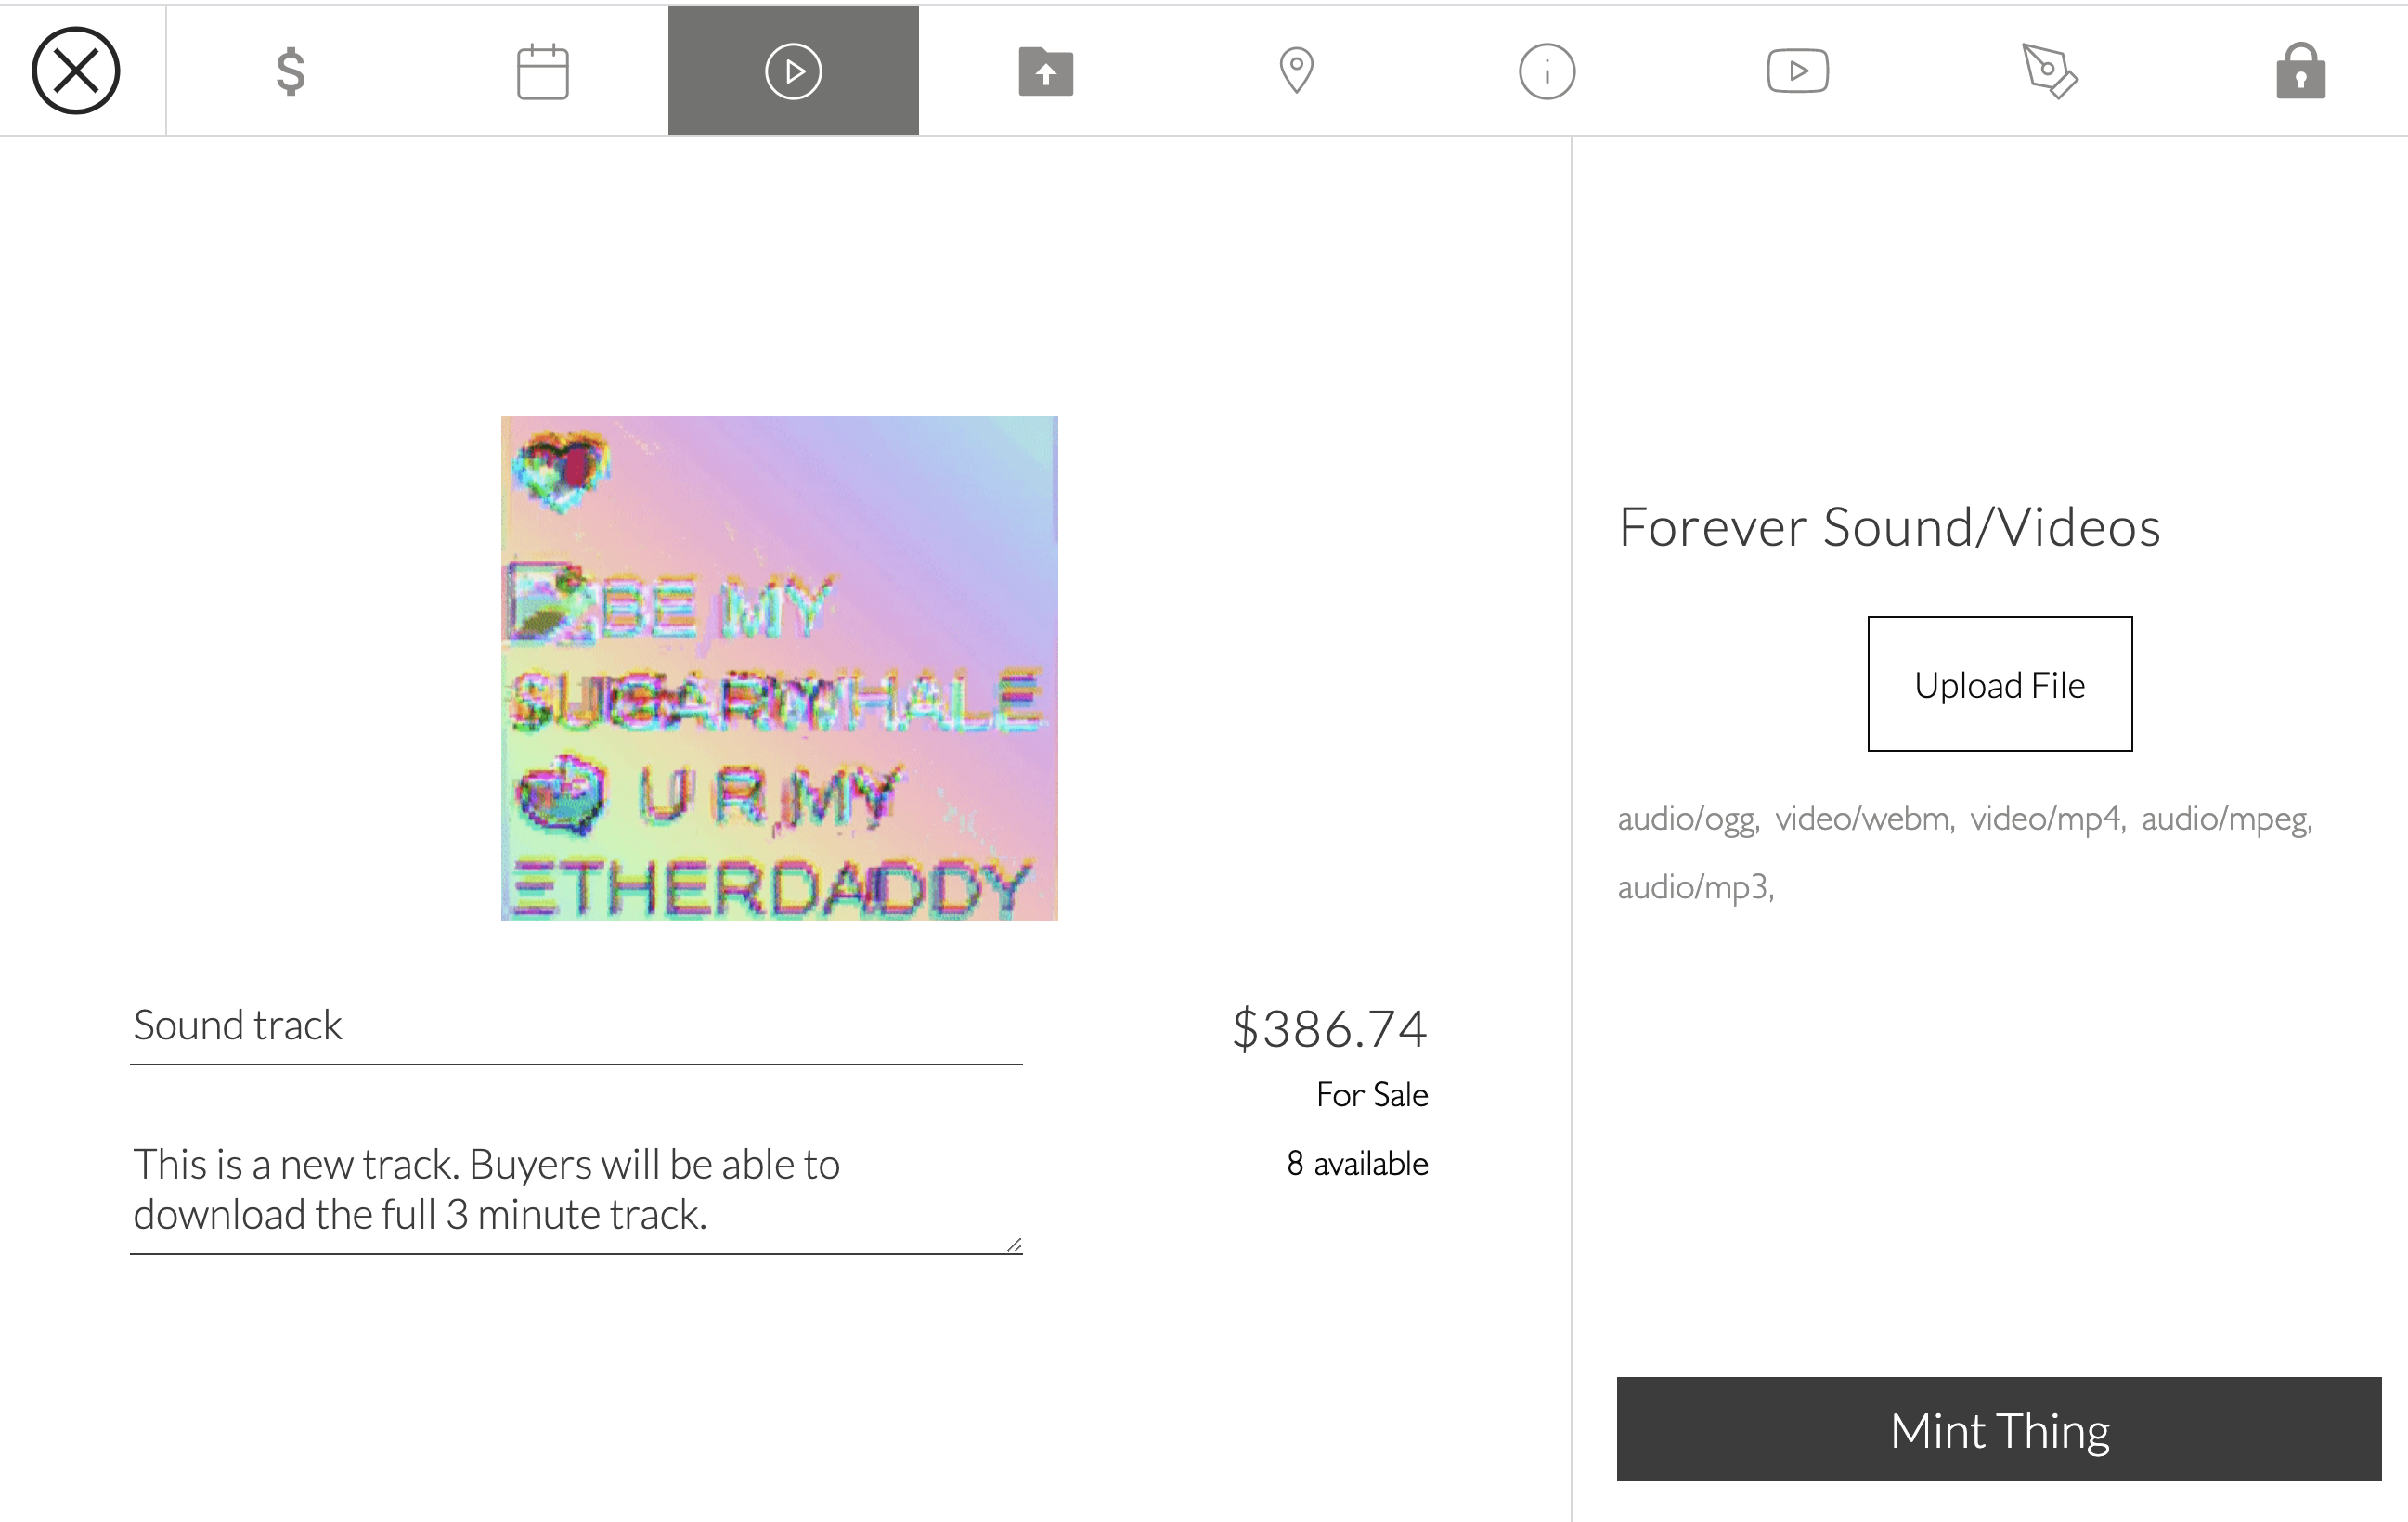 BE MY
SUGARWHALE
U R MY
ETHERDADDY
Sound track
$386.74
For Sale
This is a new track. Buyers will be able to
download the full 3 minute track.
8 available
Forever Sound/Videos
Upload File
audio/ogg, video/webm, video/mp4, audio/mpeg,
audio/mp3,
Mint Thing